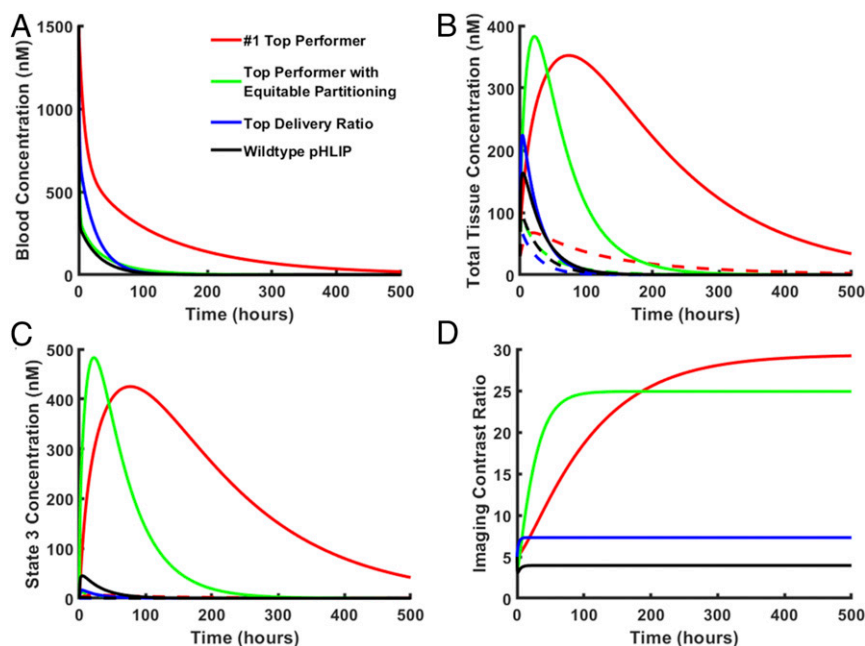 A
Blood Concentration (nM)
1500
1000
500
0
0 100 200 300 400 500
Time (hours)
#1 Top Performer
Top Performer with
Equitable Partitioning
Top Delivery Ratio
Wildtype pHLIP
B
Total Tissue Concentration (nM)
400
300
200
100
0
0 100 200 300 400 500
Time (hours)
C
State 3 Concentration (nM)
500
400
300
200
100
0
0 100 200 300 400 500
Time (hours)
D
Imaging Contrast Ratio
30
25
20
15
10
5
0
0 100 200 300 400 500
Time (hours)